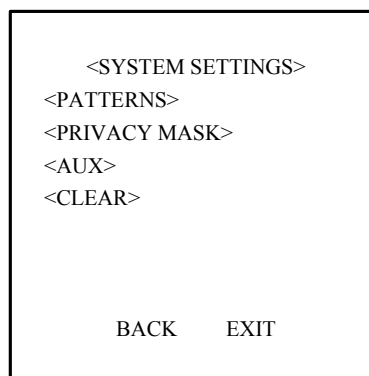 <SYSTEM SETTINGS>
<PATTERNS>
<PRIVACY MASK>
<AUX>
<CLEAR>
BACK EXIT